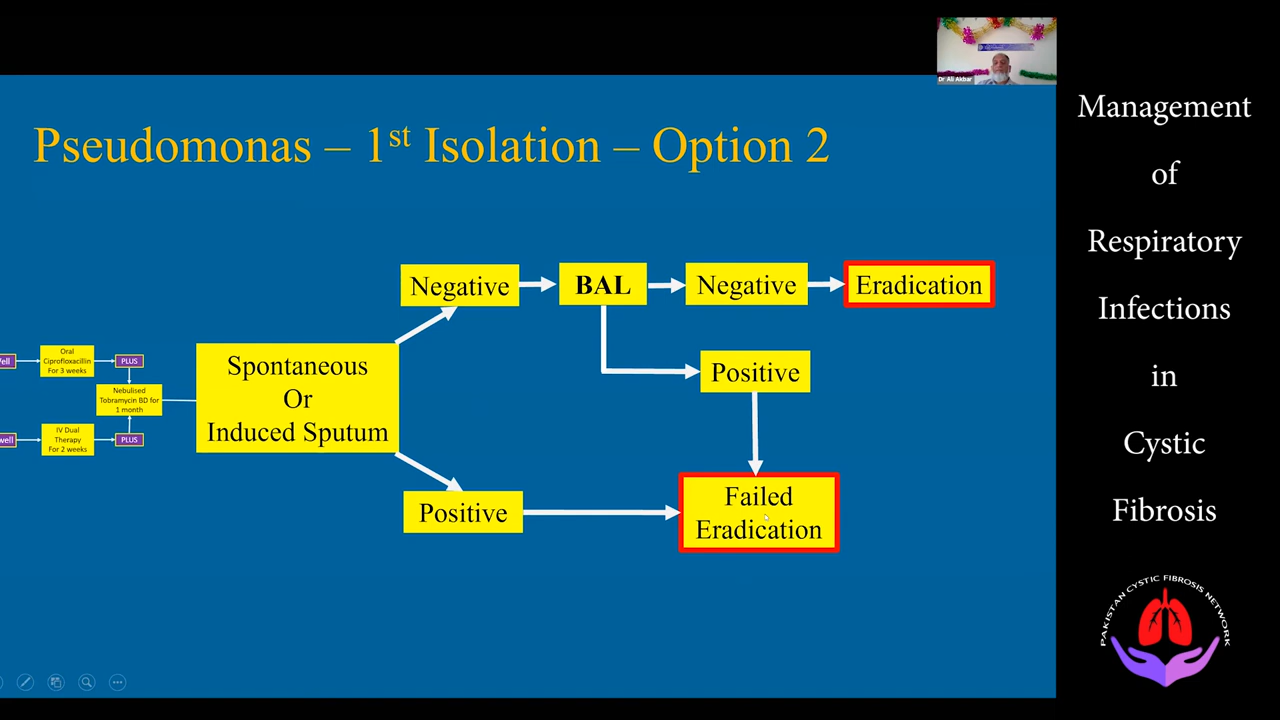 Dr Ali Akbar
Pseudomonas – 1st Isolation – Option 2
Negative
BAL
Negative
Eradication
Positive
Spontaneous
Or
Induced Sputum
Positive
Failed
Eradication
Oral
Ciprofloxacillin
For 3 weeks
PLUS
Nebulised
Tobramycin BD for
1 month
IV Dual
Therapy
For 2 weeks
PLUS
Management
of
Respiratory
Infections
in
Cystic
Fibrosis
PAKISTAN CYSTIC FIBROSIS NETWORK